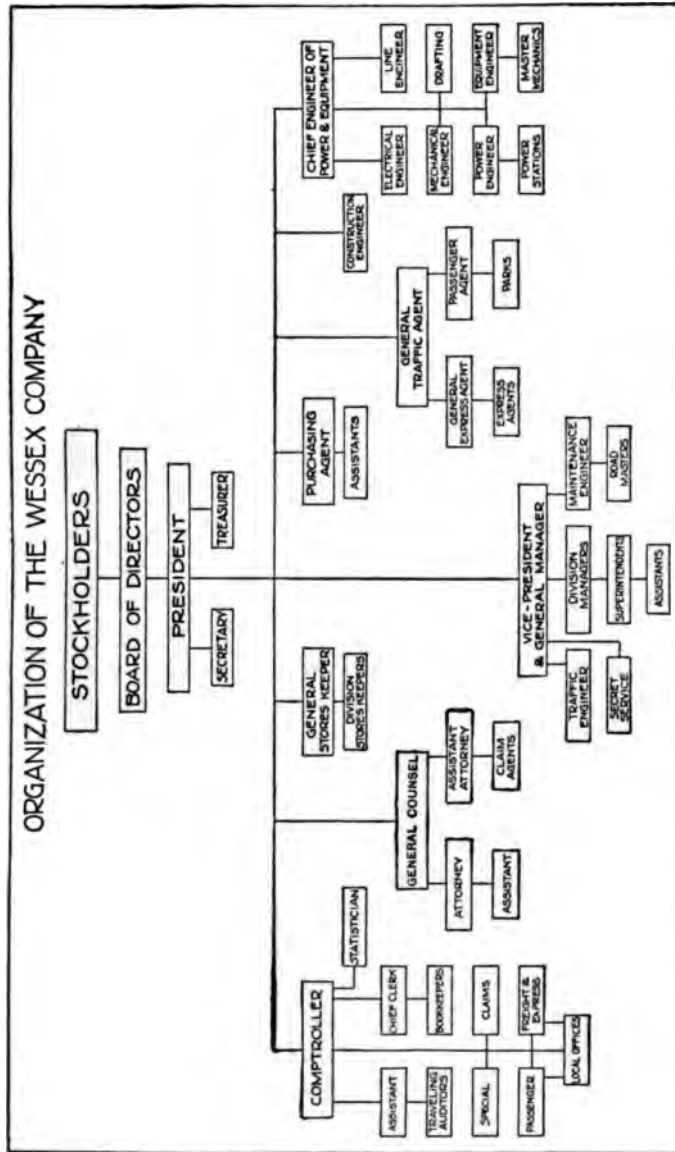 ORGANIZATION OF THE WESSEX COMPANY
STOCKHOLDERS
BOARD OF DIRECTORS
PRESIDENT
SECRETARY
TREASURER
COMPTROLLER
STATISTICIAN
ASSISTANT
TRAVELING
AUDITORS
CHIEF CLERK
BOOKKEEPERS
SPECIAL
CLAIMS
PASSENGER
FREIGHT &
EXPRESS
LOCAL OFFICES
GENERAL COUNSEL
ATTORNEY
ASSISTANT
ASSISTANT
ATTORNEY
CLAIM
AGENTS
GENERAL
STORES KEEPER
DIVISION
STORES KEEPERS
VICE-PRESIDENT
& GENERAL MANAGER
TRAFFIC
ENGINEER
SECRET
SERVICE
DIVISION
MANAGERS
SUPERINTENDENTS
ASSISTANTS
MAINTENANCE
ENGINEER
ROAD
MASTERS
PURCHASING
AGENT
ASSISTANTS
GENERAL
TRAFFIC AGENT
GENERAL
EXPRESS AGENT
EXPRESS
AGENTS
PASSENGER
AGENT
PARKS
CONSTRUCTION
ENGINEER
CHIEF ENGINEER OF
POWER & EQUIPMENT
ELECTRICAL
ENGINEER
LINE
ENGINEER
MECHANICAL
ENGINEER
DRAFTING
POWER
ENGINEER
EQUIPMENT
ENGINEER
POWER
STATIONS
MASTER
MECHANICS